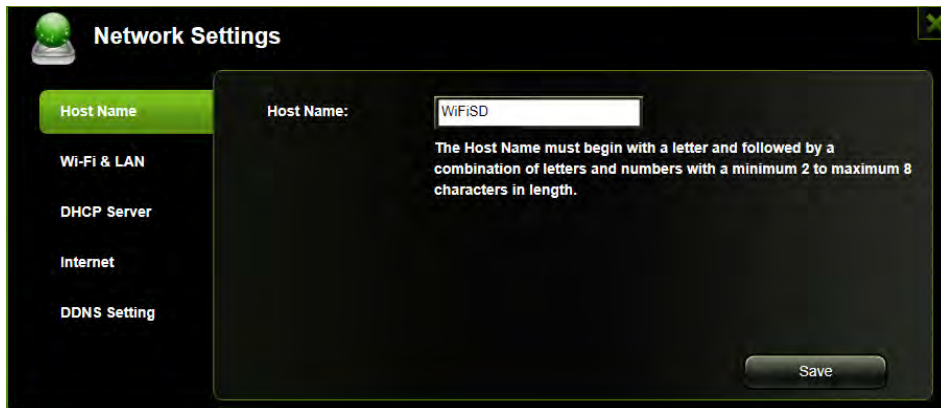 Network Settings
Host Name
Wi-Fi & LAN
DHCP Server
Internet
DDNS Setting
Host Name:
WiFiSD
The Host Name must begin with a letter and followed by a
combination of letters and numbers with a minimum 2 to maximum 8
characters in length.
Save